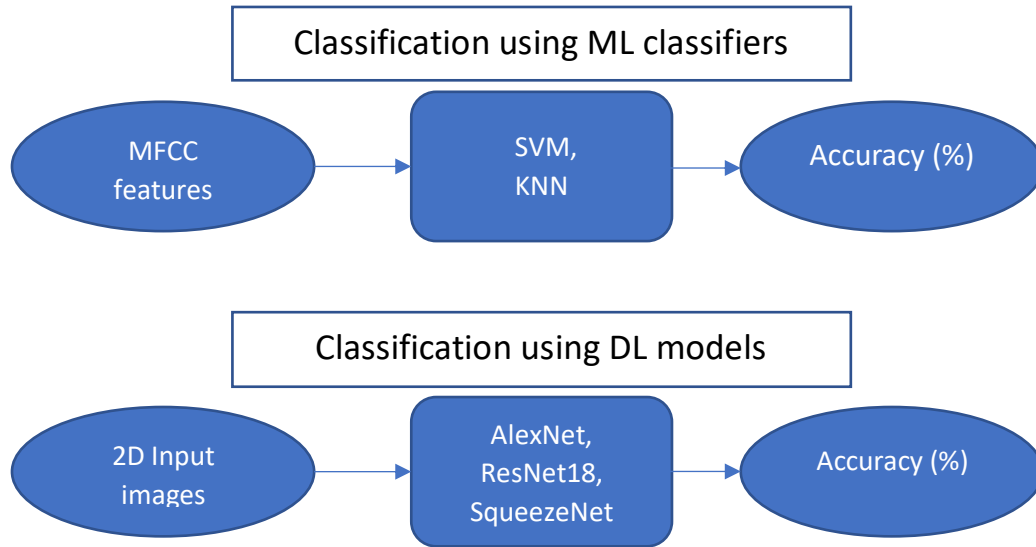 Classification using ML classifiers
MFCC
features
SVM,
KNN
Accuracy (%)
Classification using DL models
2D Input
images
AlexNet,
ResNet18,
SqueezeNet
Accuracy (%)